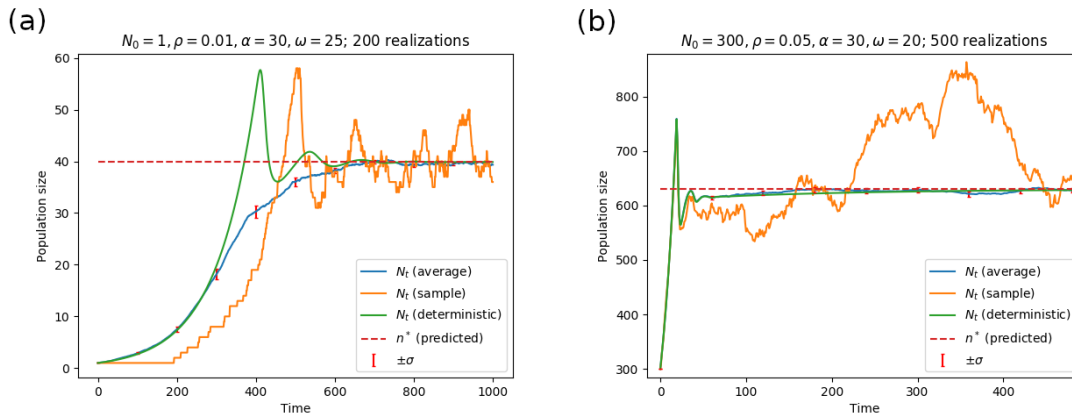 (a)
N₀ = 1, ρ = 0.01, α = 30, ω = 25; 200 realizations
60
50
40
30
20
10
0
Population size
0 200 400 600 800 1000
Time
Nₜ (average)
Nₜ (sample)
Nₜ (deterministic)
n* (predicted)
±σ
(b)
N₀ = 300, ρ = 0.05, α = 30, ω = 20; 500 realizations
800
700
600
500
400
300
Population size
0 100 200 300 400
Time
Nₜ (average)
Nₜ (sample)
Nₜ (deterministic)
n* (predicted)
±σ